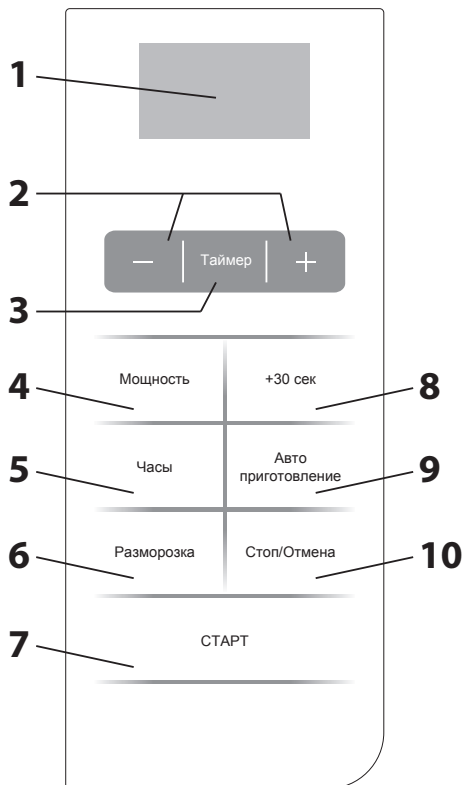 1
2
− Таймер +
3
Мощность
+30 сек
4
8
Часы
Авто
приготовление
5
9
Разморозка
Стоп/Отмена
6
10
СТАРТ
7